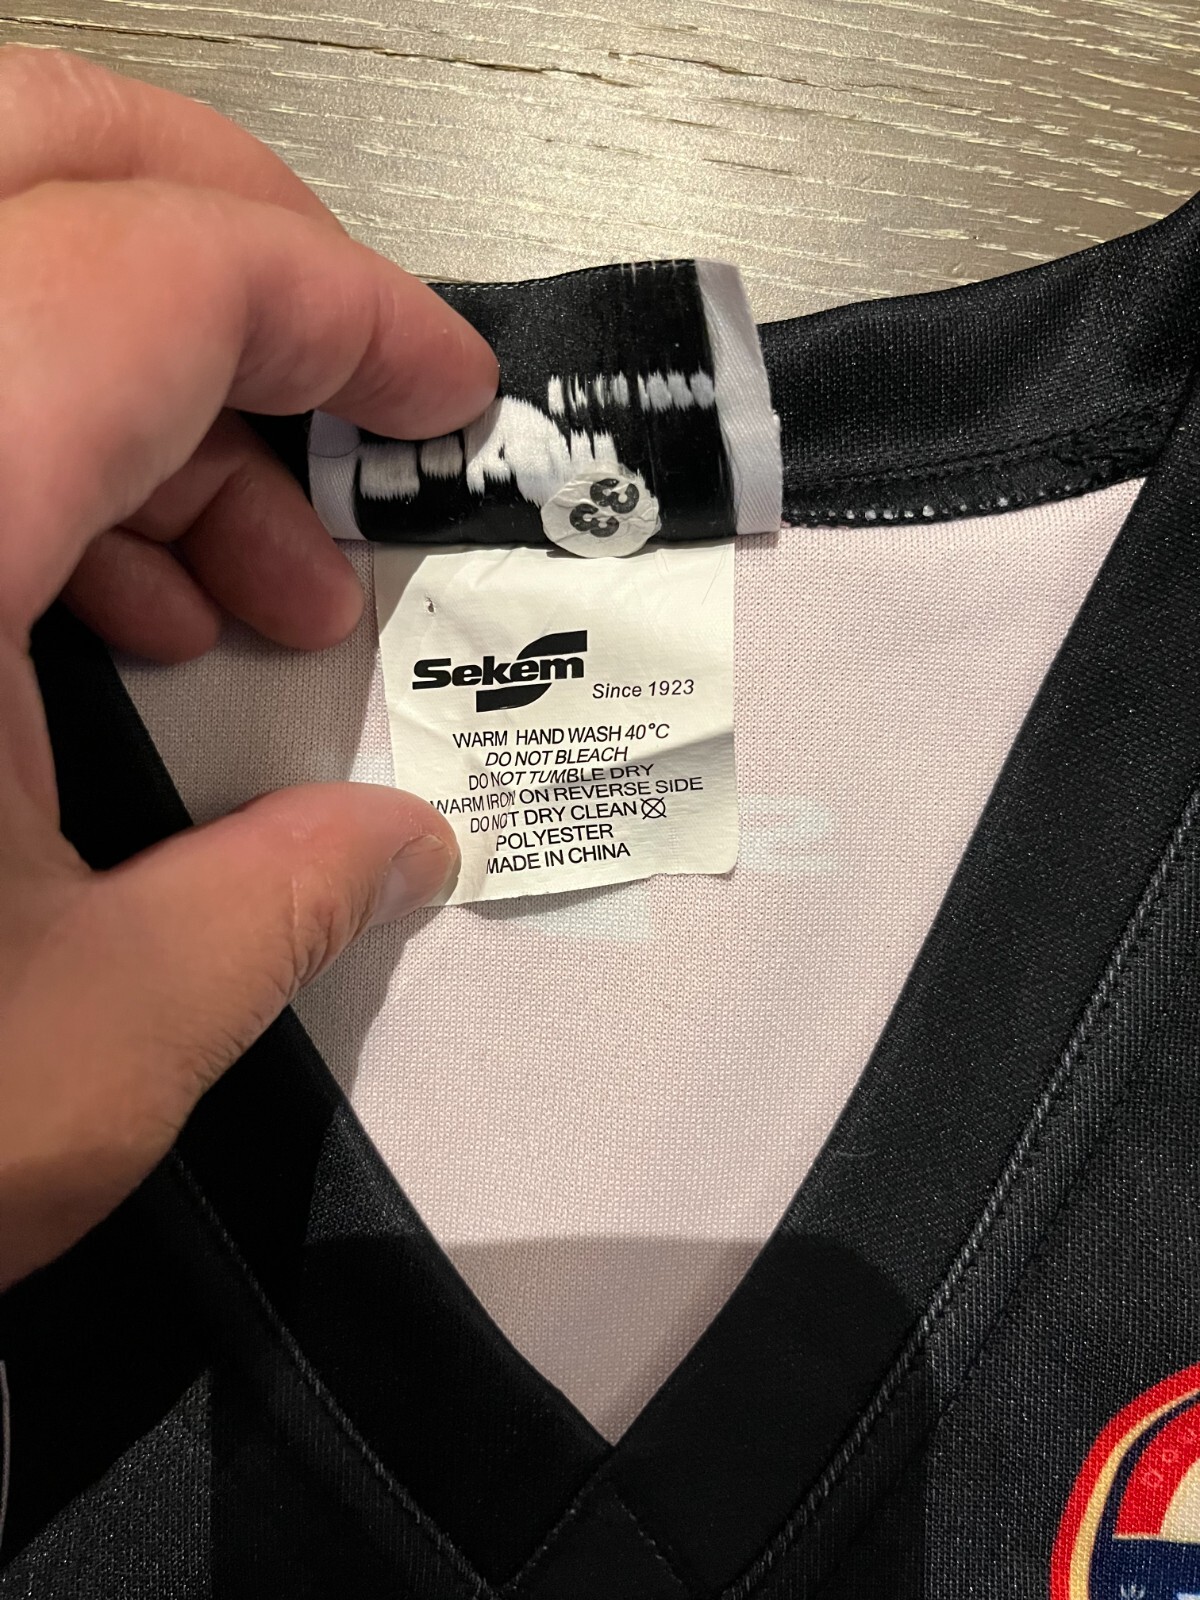 Sekem
Since 1923
WARM HAND WASH 40°C
DO NOT BLEACH
DO NOT TUMBLE DRY
WARM IRON ON REVERSE SIDE
DO NOT DRY CLEAN
POLYESTER
MADE IN CHINA